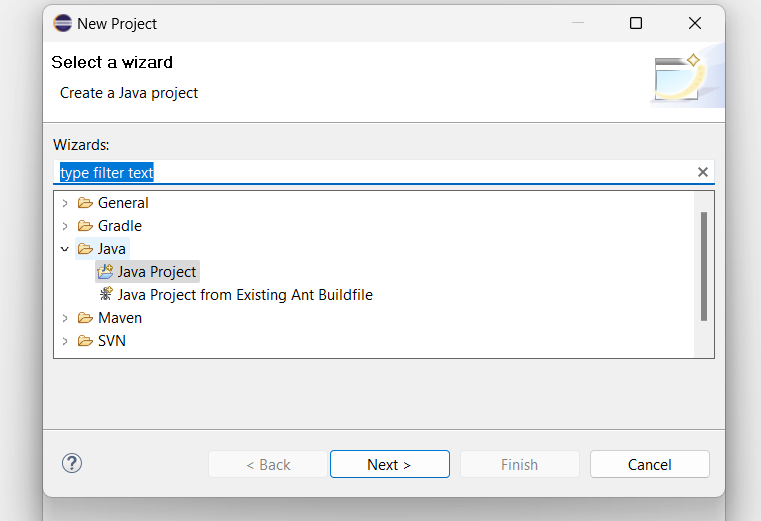 New Project
Select a wizard
Create a Java project
Wizards:
type filter text
General
Gradle
Java
Java Project
Java Project from Existing Ant Buildfile
Maven
SVN
?
< Back Next > Finish Cancel